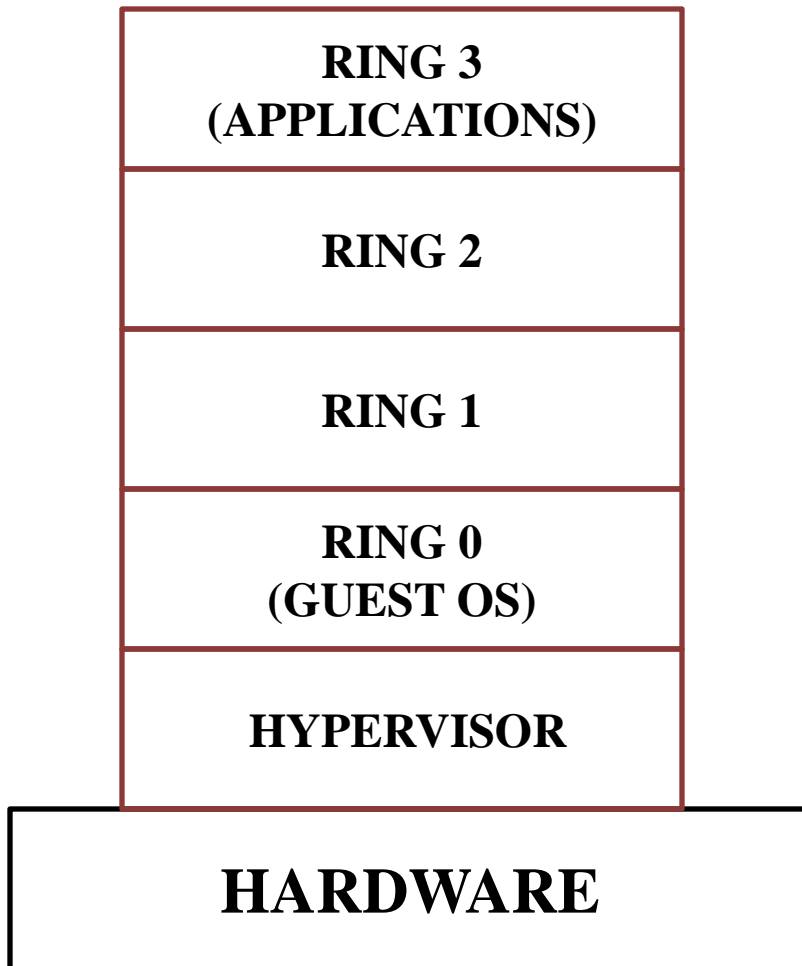 RING 3
(APPLICATIONS)
RING 2
RING 1
RING 0
(GUEST OS)
HYPERVISOR
HARDWARE